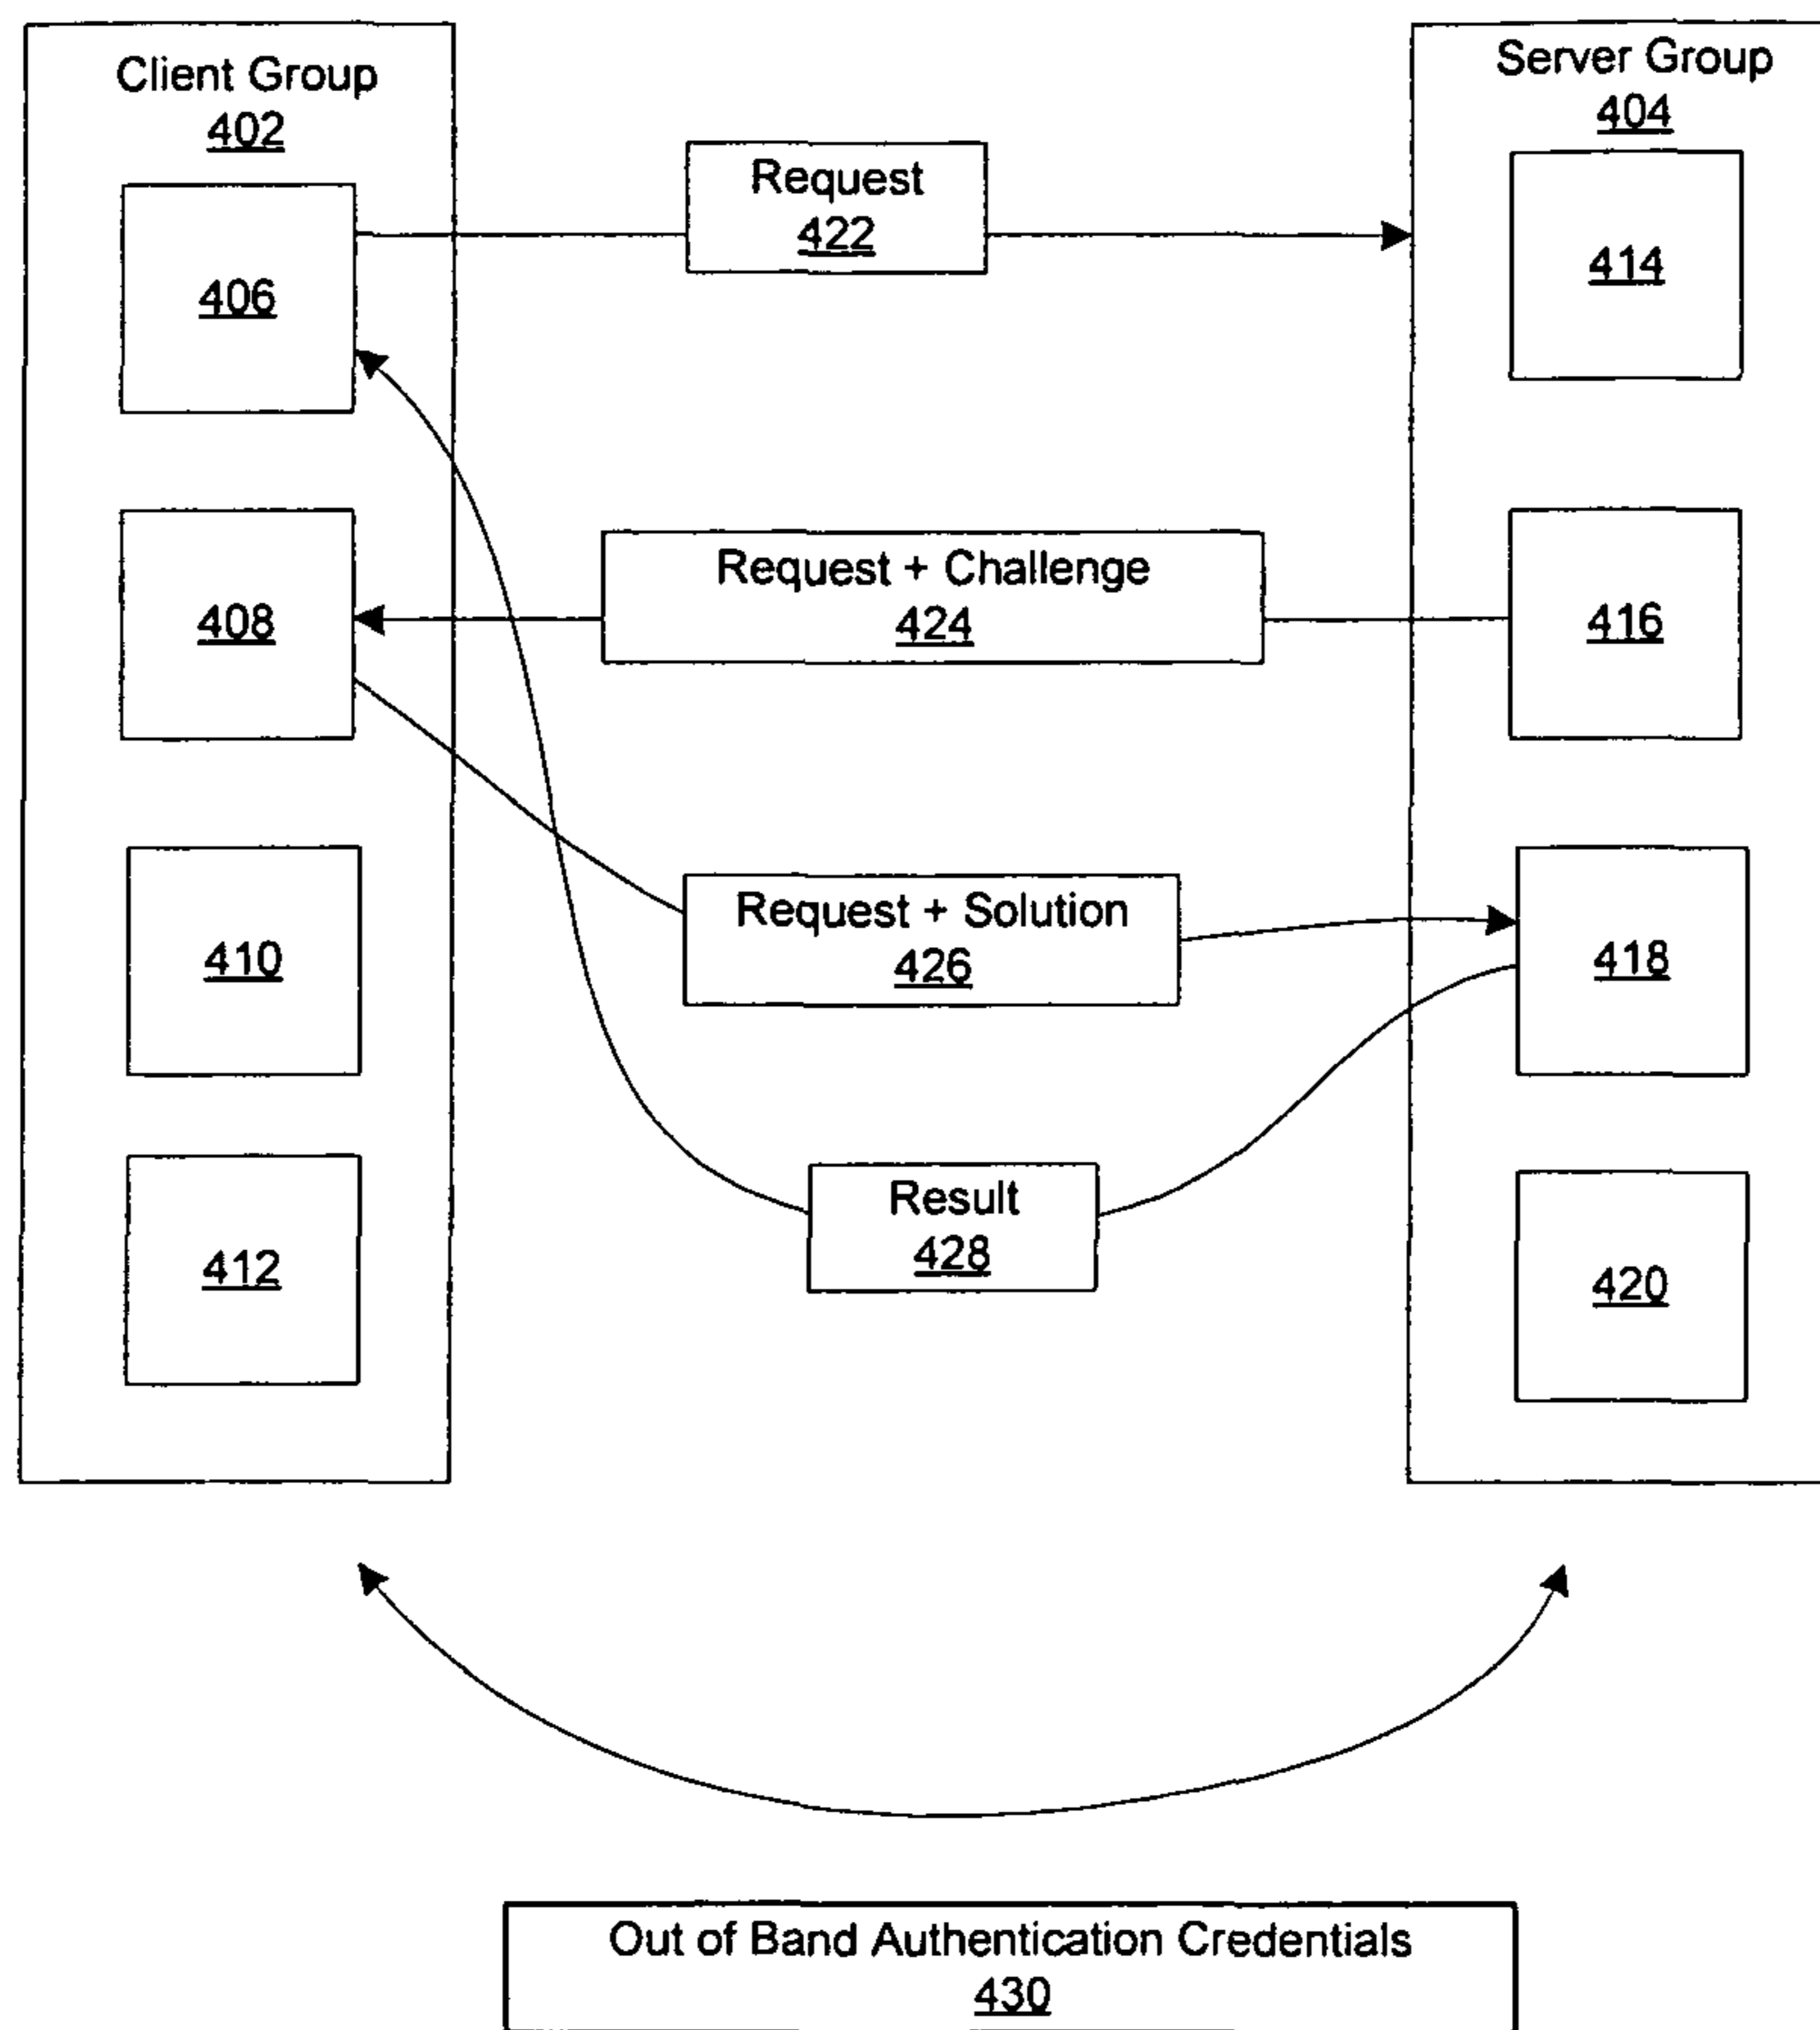 Client Group
402
Server Group
404
Request
422
406
414
Request + Challenge
424
408
416
Request + Solution
426
410
418
Result
428
412
420
Out of Band Authentication Credentials
430